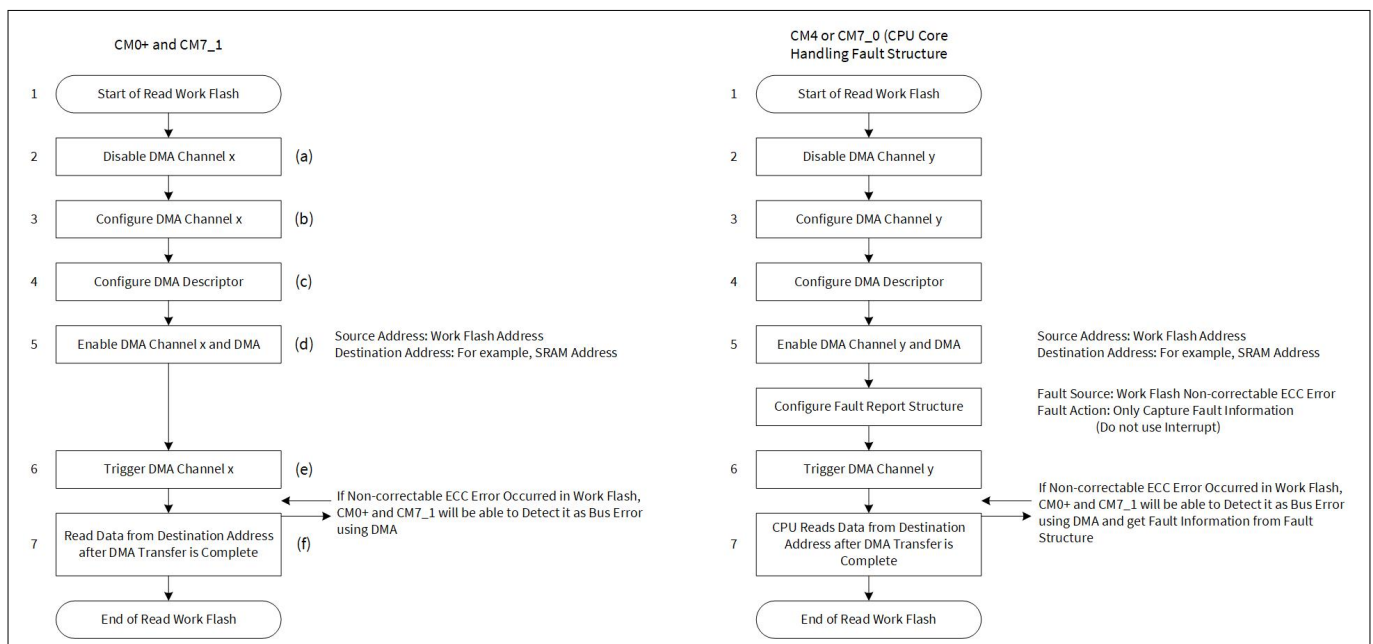 CM0+ and CM7_1
1
Start of Read Work Flash
2
Disable DMA Channel x
(a)
3
Configure DMA Channel x
(b)
4
Configure DMA Descriptor
(c)
5
Enable DMA Channel x and DMA
(d)
Source Address: Work Flash Address
Destination Address: For example, SRAM Address
6
Trigger DMA Channel x
(e)
If Non-correctable ECC Error Occurred in Work Flash,
CM0+ and CM7_1 will be able to Detect it as Bus Error
using DMA
7
Read Data from Destination Address
after DMA Transfer is Complete
(f)
End of Read Work Flash
CM4 or CM7_0 (CPU Core
Handling Fault Structure
1
Start of Read Work Flash
2
Disable DMA Channel y
3
Configure DMA Channel y
4
Configure DMA Descriptor
5
Enable DMA Channel y and DMA
Source Address: Work Flash Address
Destination Address: For example, SRAM Address
Configure Fault Report Structure
Fault Source: Work Flash Non-correctable ECC Error
Fault Action: Only Capture Fault Information
(Do not use Interrupt)
6
Trigger DMA Channel y
If Non-correctable ECC Error Occurred in Work Flash,
CM0+ and CM7_1 will be able to Detect it as Bus Error
using DMA and get Fault Information from Fault
Structure
7
CPU Reads Data from Destination
Address after DMA Transfer is
Complete
End of Read Work Flash